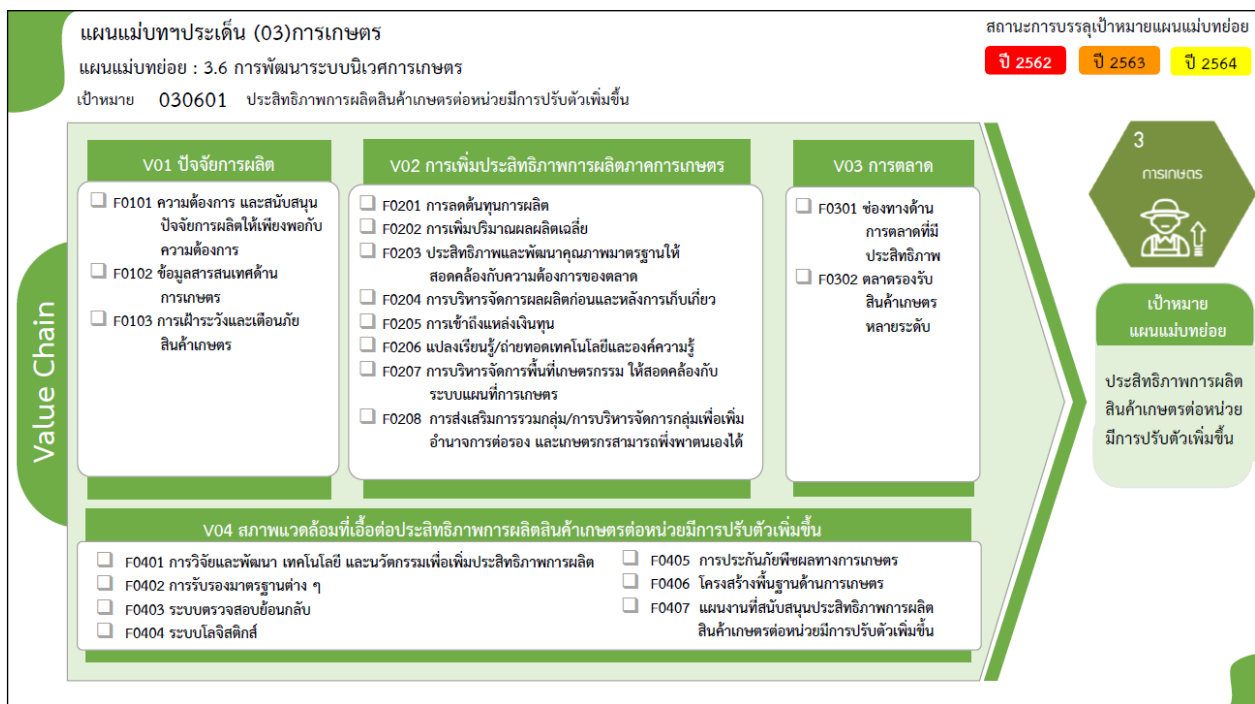 แผนแม่บทฯประเด็น (03)การเกษตร
แผนแม่บทย่อย : 3.6 การพัฒนาระบบนิเวศการเกษตร
เป้าหมาย 030601 ประสิทธิภาพการผลิตสินค้าเกษตรต่อหน่วยมีการปรับตัวเพิ่มขึ้น
สถานะการบรรลุเป้าหมายแผนแม่บทย่อย
ปี 2562 ปี 2563 ปี 2564
Value Chain
V01 ปัจจัยการผลิต
F0101 ความต้องการ และสนับสนุน
ปัจจัยการผลิตให้เพียงพอกับ
ความต้องการ
F0102 ข้อมูลสารสนเทศด้าน
การเกษตร
F0103 การเฝ้าระวังและเตือนภัย
สินค้าเกษตร
V02 การเพิ่มประสิทธิภาพการผลิตภาคการเกษตร
F0201 การลดต้นทุนการผลิต
F0202 การเพิ่มปริมาณผลผลิตเฉลี่ย
F0203 ประสิทธิภาพและพัฒนาคุณภาพมาตรฐานให้
สอดคล้องกับความต้องการของตลาด
F0204 การบริหารจัดการผลผลิตก่อนและหลังการเก็บเกี่ยว
F0205 การเข้าถึงแหล่งเงินทุน
F0206 แปลงเรียนรู้/ถ่ายทอดเทคโนโลยีและองค์ความรู้
F0207 การบริหารจัดการพื้นที่เกษตรกรรม ให้สอดคล้องกับ
ระบบแผนที่การเกษตร
F0208 การส่งเสริมการรวมกลุ่ม/การบริหารจัดการกลุ่มเพื่อเพิ่ม
อำนาจการต่อรอง และเกษตรกรสามารถพึ่งพาตนเองได้
V03 การตลาด
F0301 ช่องทางด้าน
การตลาดที่มี
ประสิทธิภาพ
F0302 ตลาดรองรับ
สินค้าเกษตร
หลายระดับ
V04 สภาพแวดล้อมที่เอื้อต่อประสิทธิภาพการผลิตสินค้าเกษตรต่อหน่วยมีการปรับตัวเพิ่มขึ้น
F0401 การวิจัยและพัฒนา เทคโนโลยี และนวัตกรรมเพื่อเพิ่มประสิทธิภาพการผลิต
F0402 การรับรองมาตรฐานต่าง ๆ
F0403 ระบบตรวจสอบย้อนกลับ
F0404 ระบบโลจิสติกส์
F0405 การประกันภัยพืชผลทางการเกษตร
F0406 โครงสร้างพื้นฐานด้านการเกษตร
F0407 แผนงานที่สนับสนุนประสิทธิภาพการผลิต
สินค้าเกษตรต่อหน่วยมีการปรับตัวเพิ่มขึ้น
3
การเกษตร
เป้าหมาย
แผนแม่บทย่อย
ประสิทธิภาพการผลิต
สินค้าเกษตรต่อหน่วย
มีการปรับตัวเพิ่มขึ้น